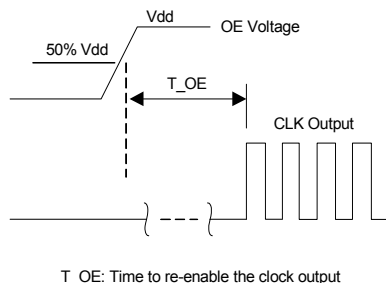 Vdd
OE Voltage
50% Vdd
T_OE
CLK Output
T_OE: Time to re-enable the clock output